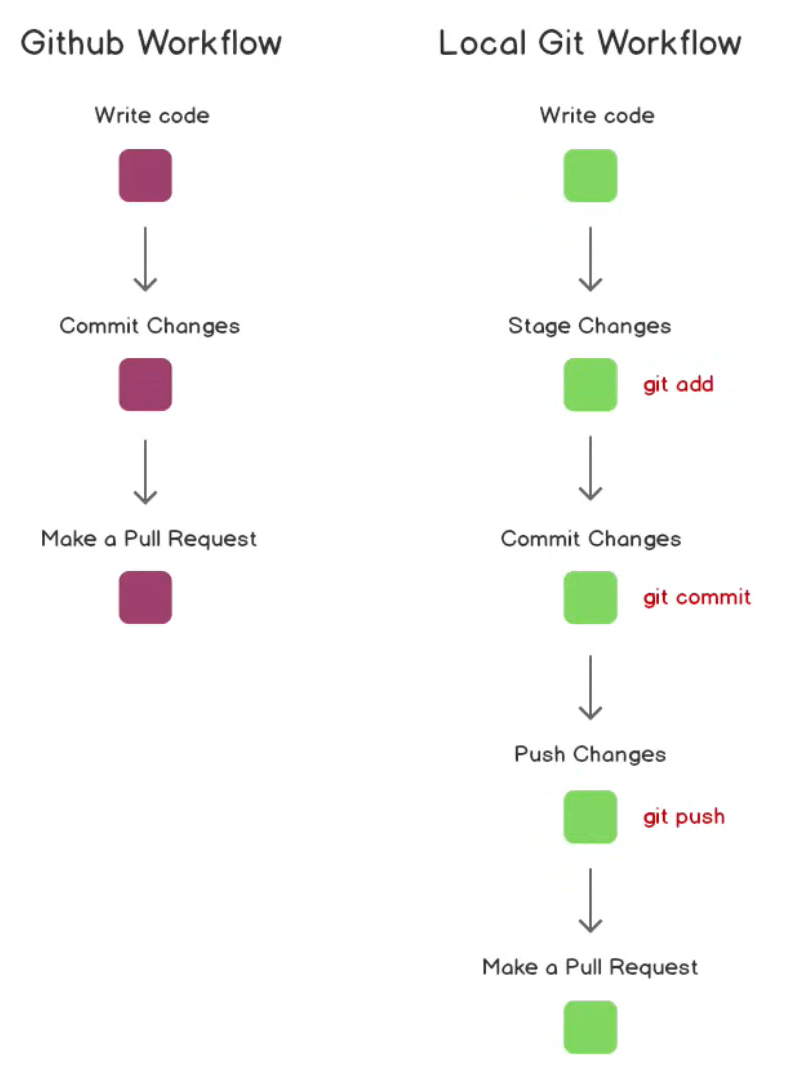 Github Workflow
Write code
Commit Changes
Make a Pull Request
Local Git Workflow
Write code
Stage Changes
git add
Commit Changes
git commit
Push Changes
git push
Make a Pull Request